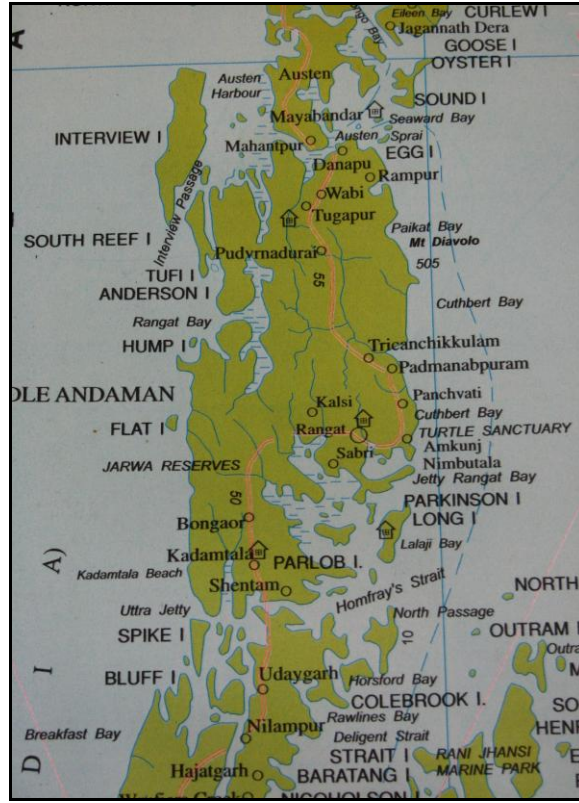 CURLEW I
Eileen Bay
Jagannath Dera
GOOSE I
OYSTER I
Austen
Austen
Harbour
SOUND I
Mayabandar
Seaward Bay
INTERVIEW I
Mahantpur
Austen
Sprai
EGG I
Danapu
Rampur
Wabi
Tugapur
Interview Passage
Paikat Bay
Mt Diavolo
505
SOUTH REEF I
Pudvrnadurai
55
TUFI I
ANDERSON I
Cuthbert Bay
Rangat Bay
HUMP I
Tricanchikkulam
Padmanabpuram
DLE ANDAMAN
Kalsi
Panchvati
Cuthbert Bay
FLAT I
Rangat
TURTLE SANCTUARY
Amkunj
JARWA RESERVES
Sabri
Nimbutala
Jetty Rangat Bay
50
PARKINSON I
LONG I
Bongaor
Lalaji Bay
A)
Kadamtala
PARLOB I.
Kadamtala Beach
Shentam
Homfray's Strait
NORTH
Uttra Jetty
North Passage
10
SPIKE I
OUTRAM I
Outra
I
BLUFF I
Udaygarh
Horsford Bay
COLEBROOK I.
SO
Rawlines Bay
HENR
Breakfast Bay
Nilampur
Deligent Strait
D
STRAIT I
RANI JHANSI
MARINE PARK
Hajatgarh
BARATANG I